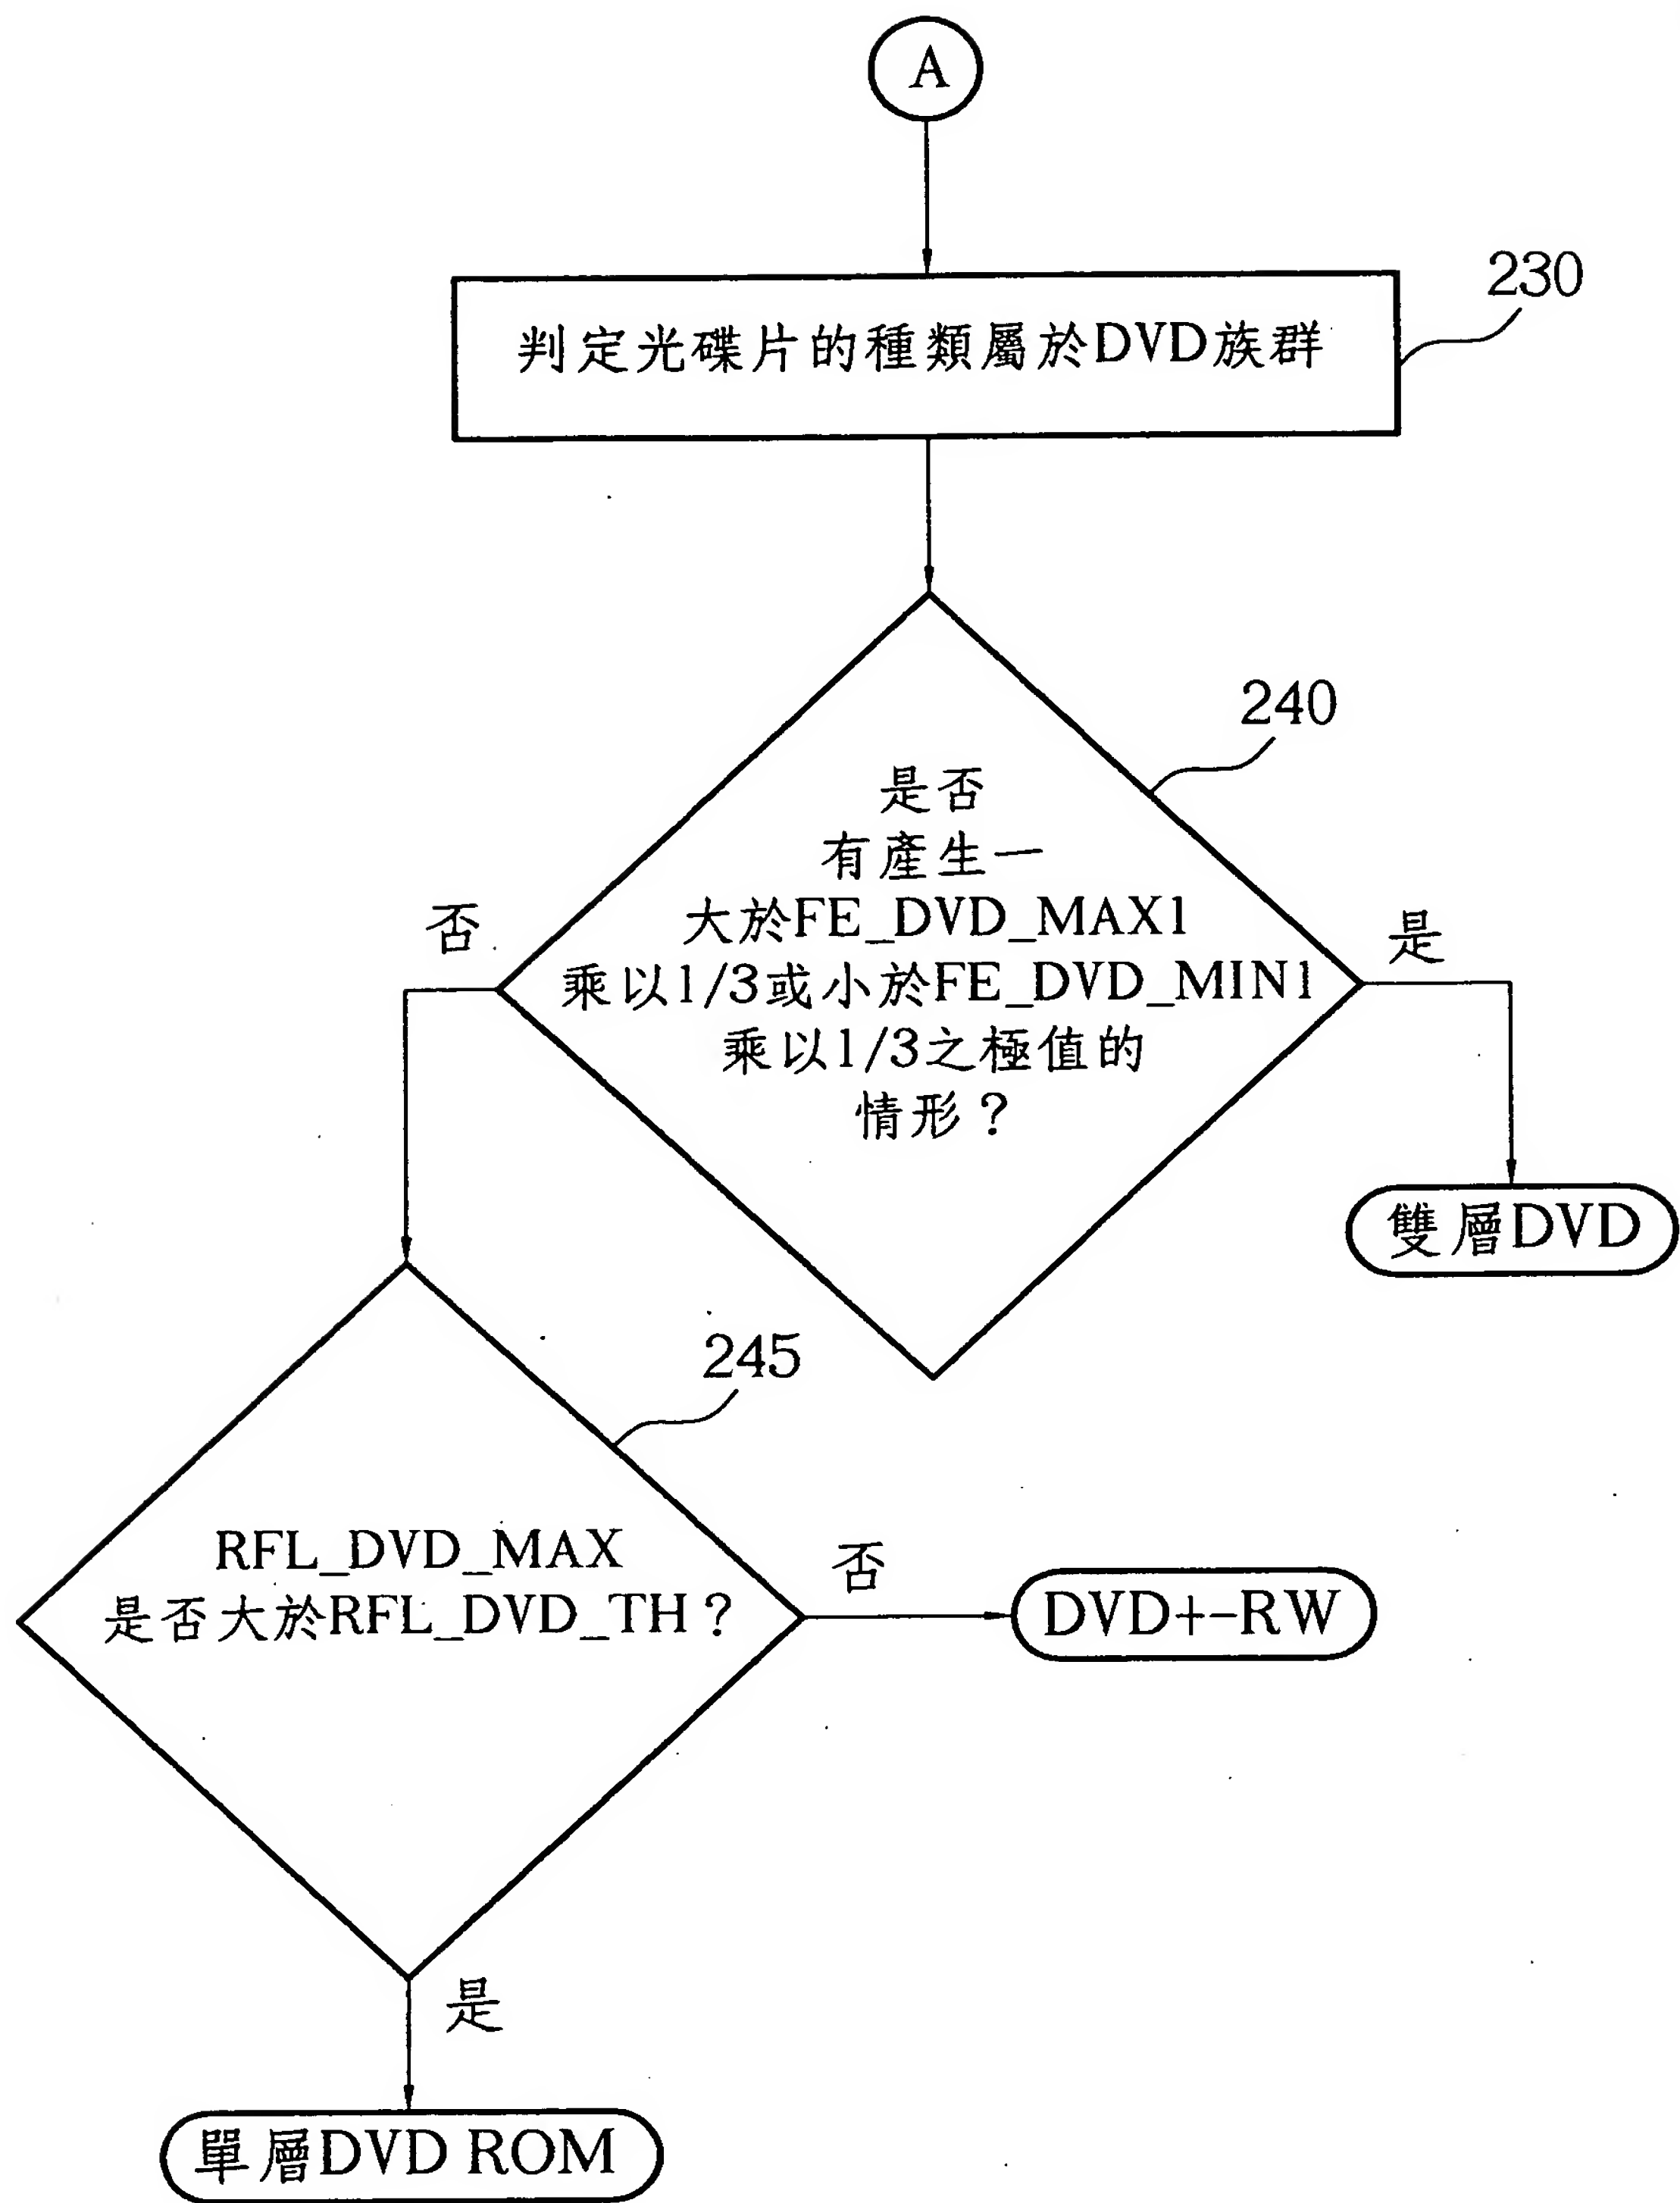 A
230
判定光碟片的種類屬於DVD族群
240
是否
有產生一
大於FE_DVD_MAX1
乘以1/3或小於FE_DVD_MIN1
乘以1/3之極值的
情形？
否
是
雙層DVD
245
RFL_DVD_MAX
是否大於RFL_DVD_TH？
否
DVD+-RW
是
單層DVD ROM